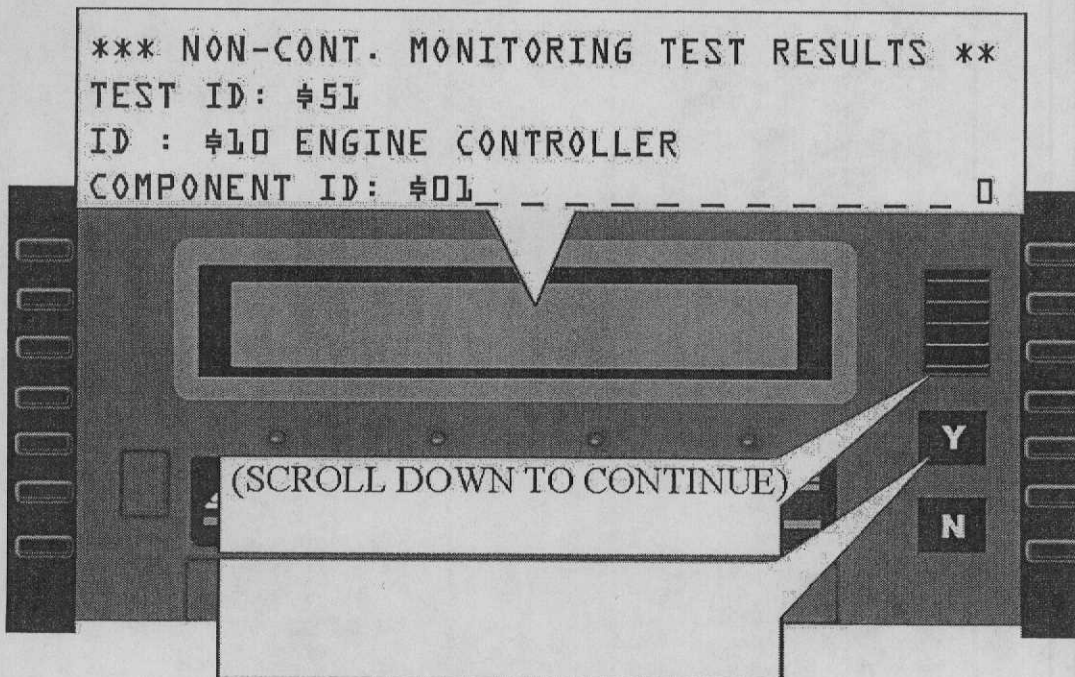 *** NON-CONT. MONITORING TEST RESULTS **
TEST ID: $51
ID : $10 ENGINE CONTROLLER
COMPONENT ID: $01_ _ _ _ _ _ _ _ _ _ _ 0
(SCROLL DOWN TO CONTINUE)
Y
N